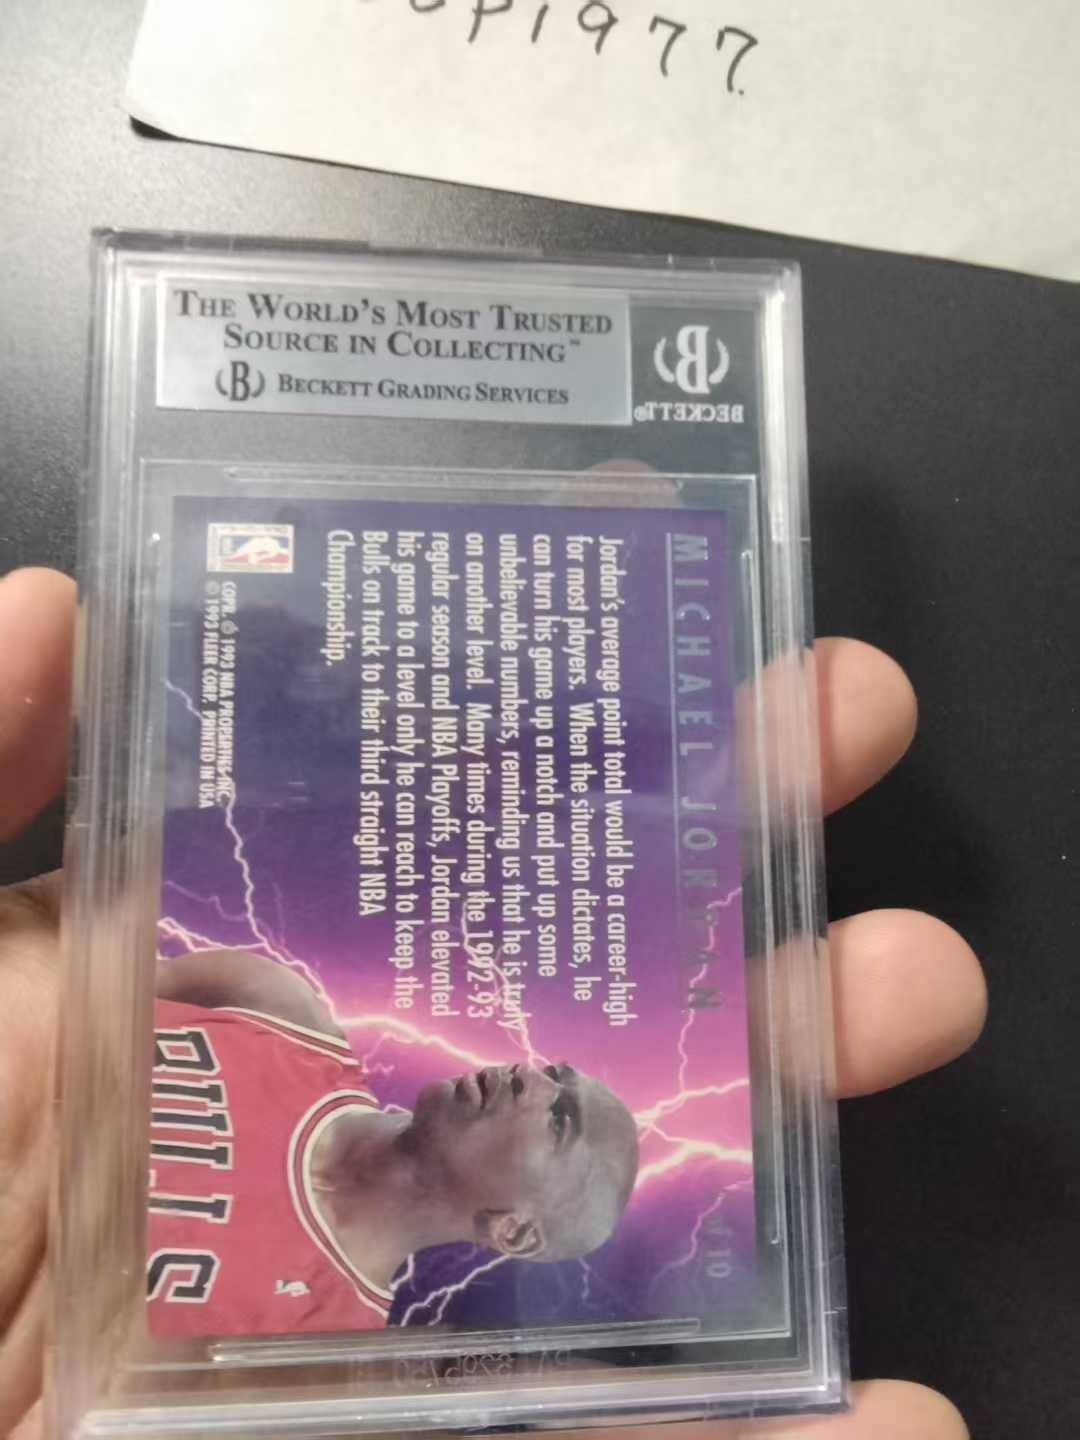 p1977.
THE WORLD'S MOST TRUSTED
SOURCE IN COLLECTING™
BECKETT GRADING SERVICES
B
BECKETT®
MICHAEL JORDAN
Jordan's average point total would be a career-high
for most players. When the situation dictates, he
can turn his game up a notch and put up some
unbelievable numbers, reminding us that he is truly
on another level. Many times during the 1992-93
regular season and NBA Playoffs, Jordan elevated
his game to a level only he can reach to keep the
Bulls on track to their third straight NBA
Championship.
COPR. © 1993 NBA PROPERTIES, INC.
© 1993 FLEER CORP. PRINTED IN USA
of 10
BULLS